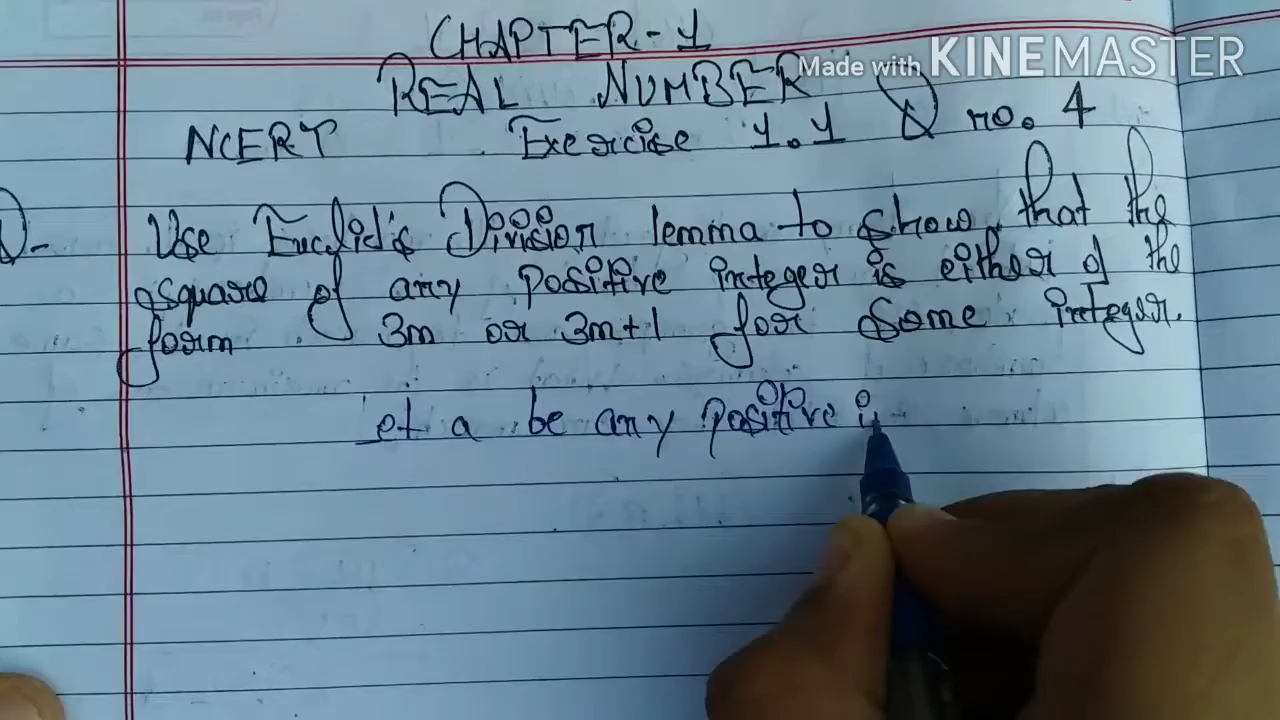 CHAPTER-1
Made with KINEMASTER
REAL NUMBER
NCERT Exercise 1.1 Q no. 4
Q- Use Euclid's Division lemma to show that the
square of any positive integer is either of the
form 3m or 3m+1 for some integer.
Let a be any positive i